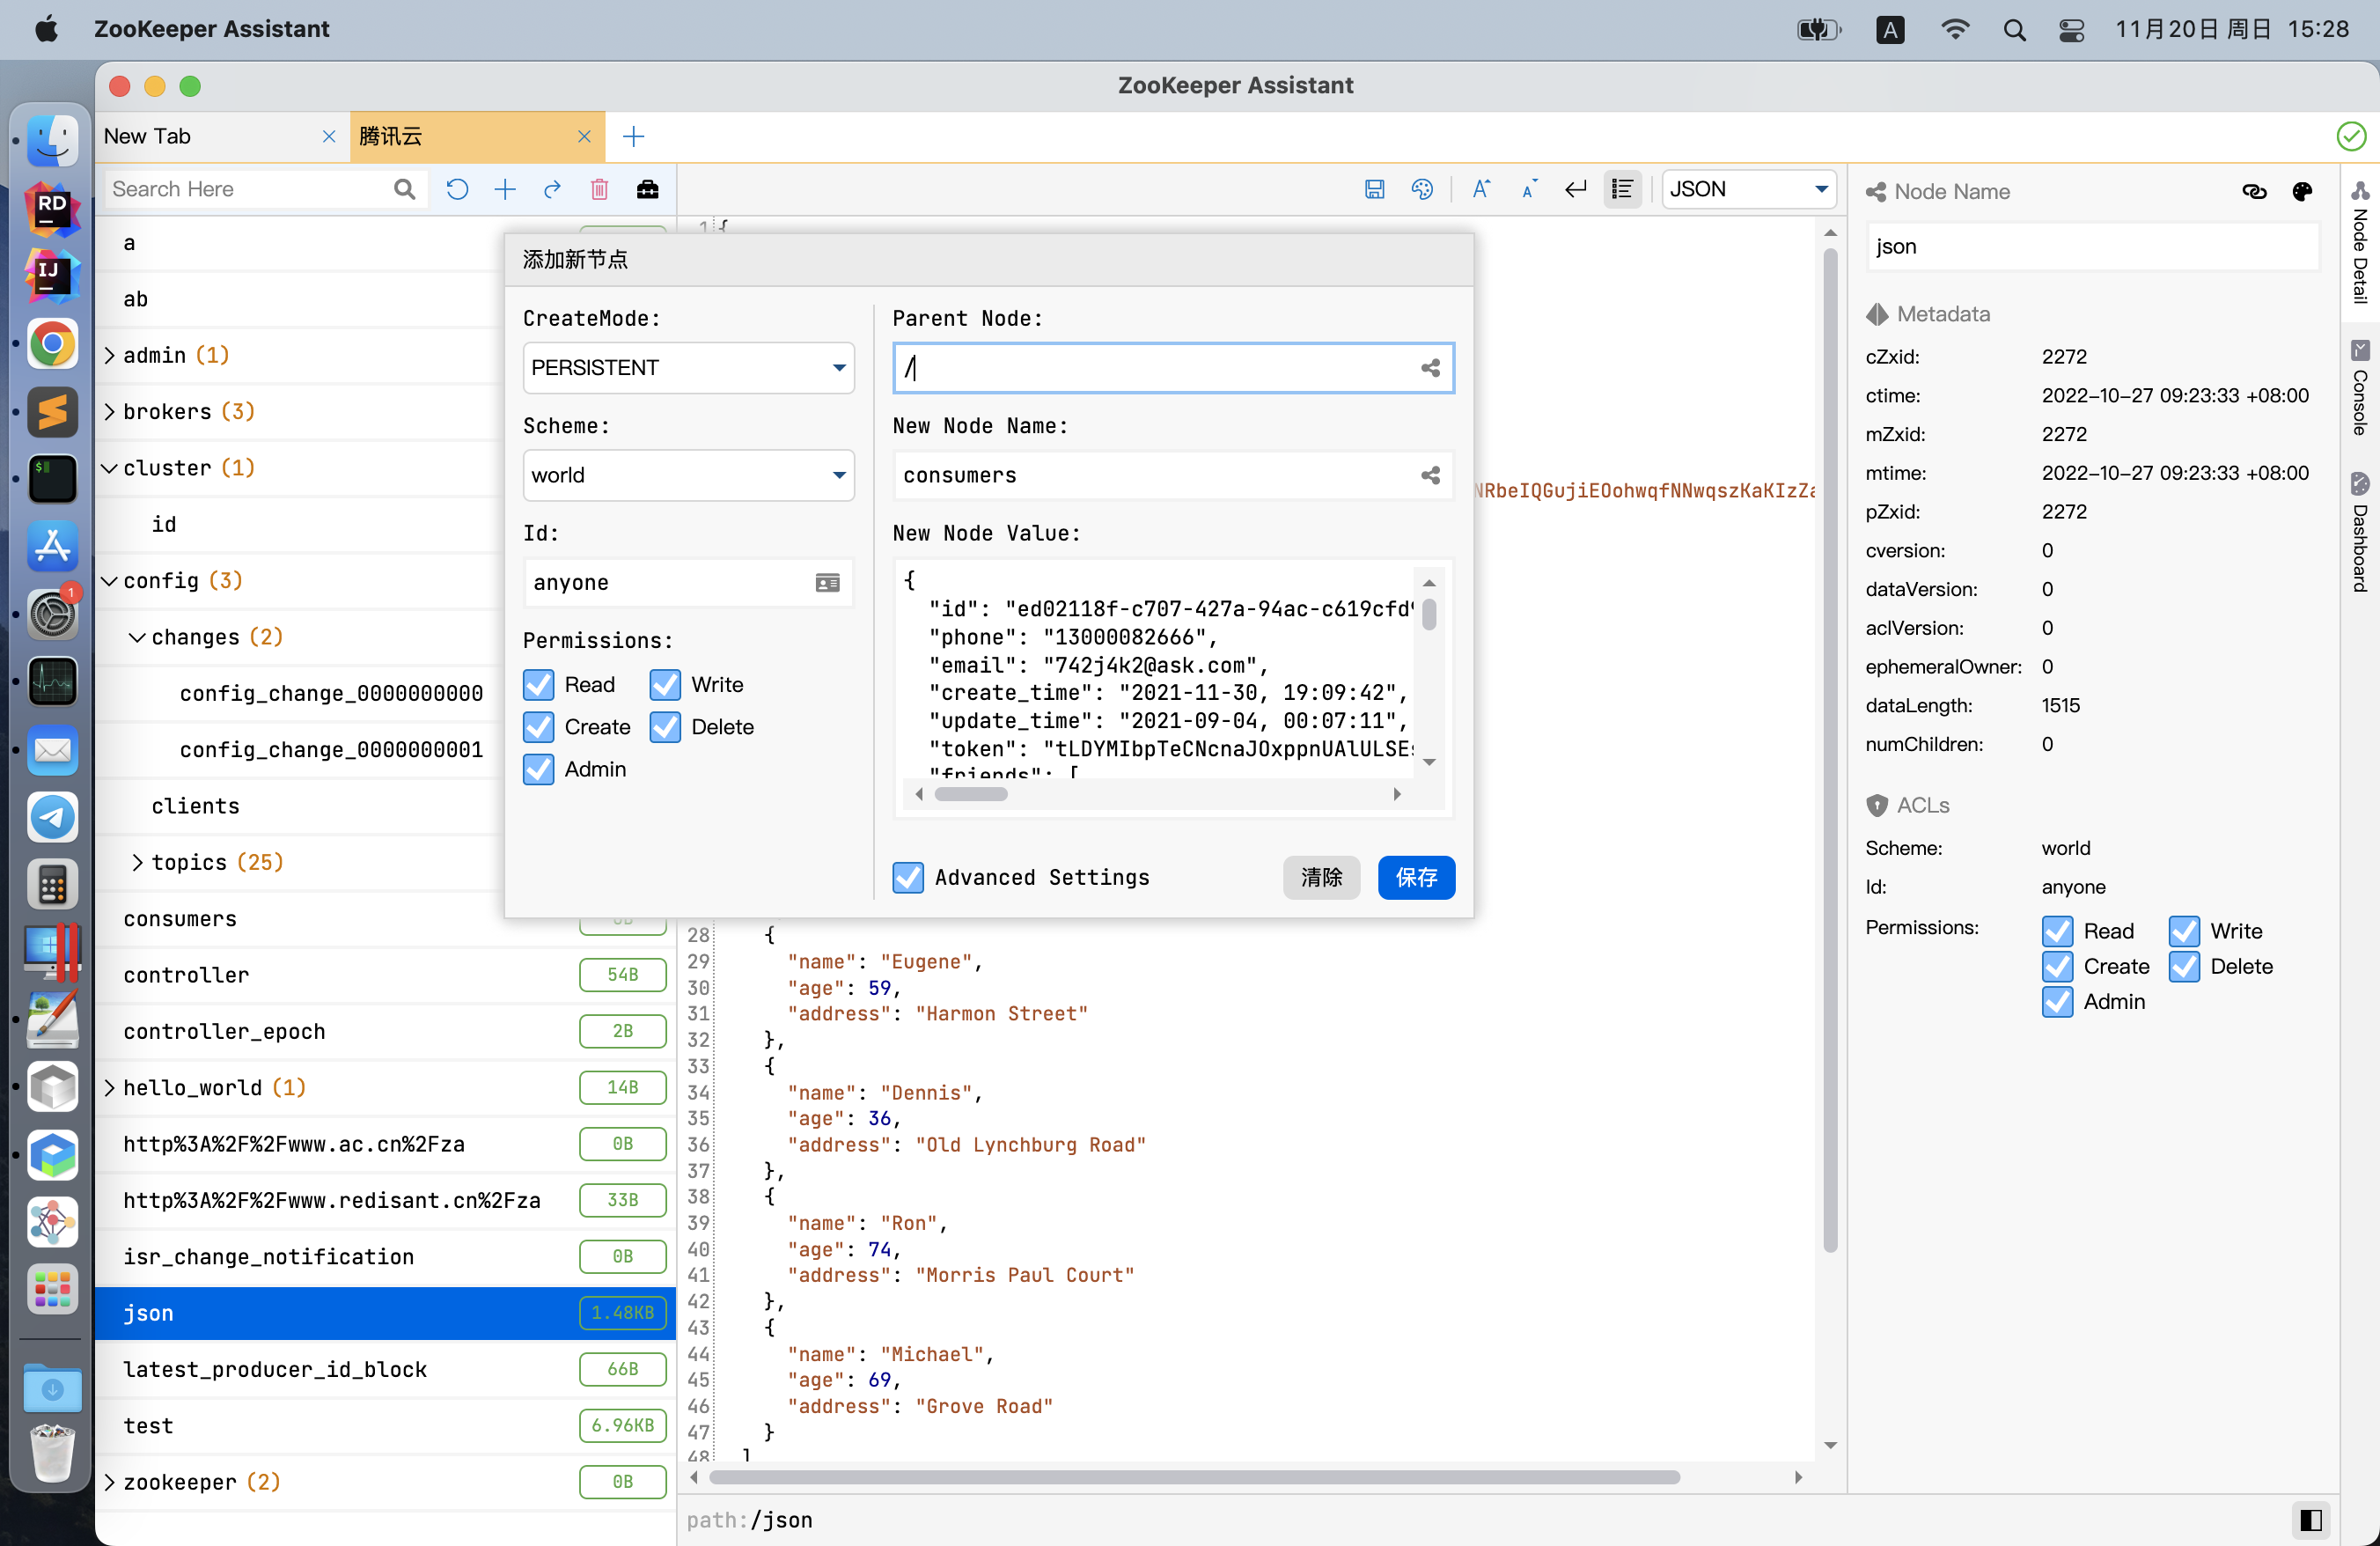 ZooKeeper Assistant
A
11月20日 周日 15:28
ZooKeeper Assistant
New Tab
腾讯云
Search Here
JSON
RD
IJ
1
a
ab
admin (1)
brokers (3)
cluster (1)
id
config (3)
changes (2)
config_change_0000000000
config_change_0000000001
clients
topics (25)
consumers
controller 54B
controller_epoch 2B
hello_world (1) 14B
http%3A%2F%2Fwww.ac.cn%2Fza 0B
http%3A%2F%2Fwww.redisant.cn%2Fza 33B
isr_change_notification 0B
json 1.48KB
latest_producer_id_block 66B
test 6.96KB
zookeeper (2) 0B
添加新节点
CreateMode:
PERSISTENT
Scheme:
world
Id:
anyone
Permissions:
Read Write
Create Delete
Admin
Parent Node:
/
New Node Name:
consumers
New Node Value:
{
"id": "ed02118f-c707-427a-94ac-c619cfd
"phone": "13000082666",
"email": "742j4k2@ask.com",
"create_time": "2021-11-30, 19:09:42",
"update_time": "2021-09-04, 00:07:11",
"token": "tLDYMIbpTeCNcnaJOxppnUAlULSEs
"friends": [
Advanced Settings
清除
保存
1 {
NRbeIQGujiEOohwqfNNwqszKaKIzZa
28 {
29 "name": "Eugene",
30 "age": 59,
31 "address": "Harmon Street"
32 },
33 {
34 "name": "Dennis",
35 "age": 36,
36 "address": "Old Lynchburg Road"
37 },
38 {
39 "name": "Ron",
40 "age": 74,
41 "address": "Morris Paul Court"
42 },
43 {
44 "name": "Michael",
45 "age": 69,
46 "address": "Grove Road"
47 }
48 ]
path:/json
Node Name
json
Metadata
cZxid: 2272
ctime: 2022-10-27 09:23:33 +08:00
mZxid: 2272
mtime: 2022-10-27 09:23:33 +08:00
pZxid: 2272
cversion: 0
dataVersion: 0
aclVersion: 0
ephemeralOwner: 0
dataLength: 1515
numChildren: 0
ACLs
Scheme: world
Id: anyone
Permissions: Read Write
Create Delete
Admin
Node Detail
Console
Dashboard